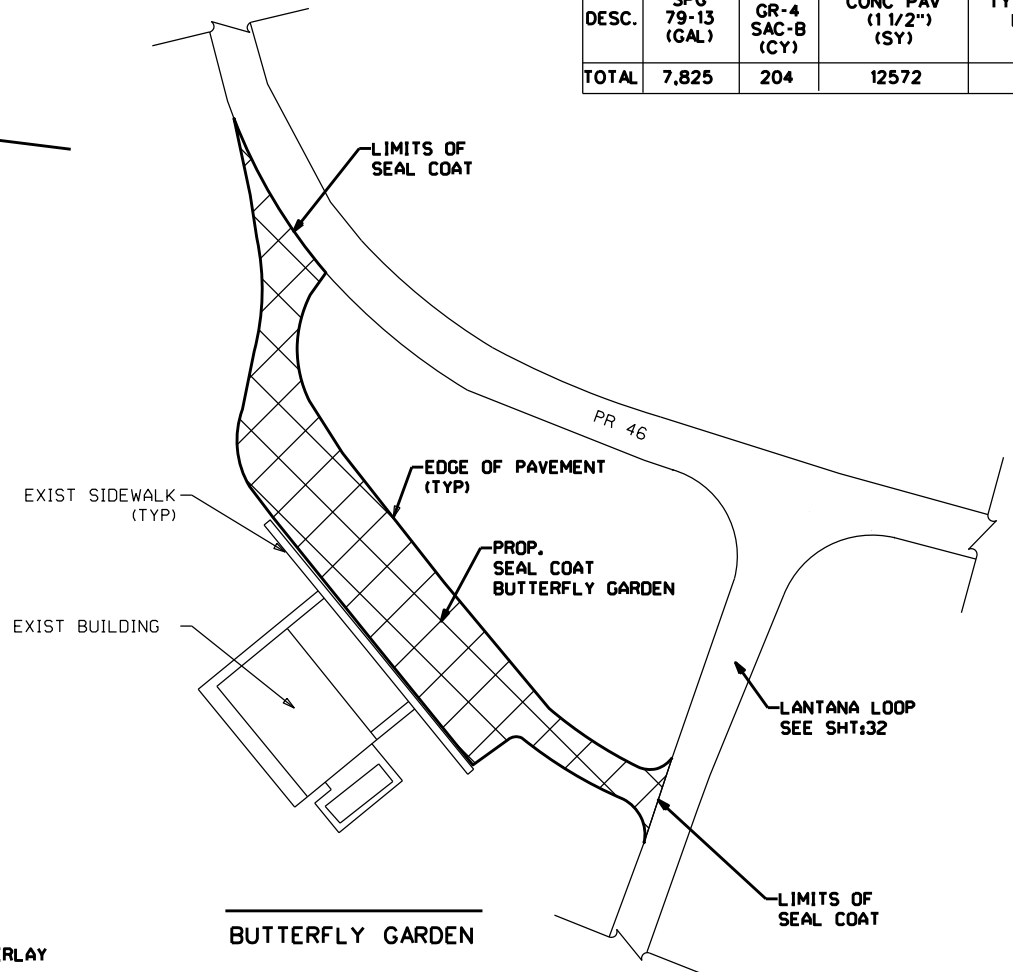 DESC.
79-13
(GAL)
GR-4
SAC-B
(CY)
CONC PAV
(1 1/2")
(SY)
TOTAL 7,825 204 12572
LIMITS OF
SEAL COAT
PR 46
EDGE OF PAVEMENT
(TYP)
EXIST SIDEWALK
(TYP)
PROP.
SEAL COAT
BUTTERFLY GARDEN
EXIST BUILDING
LANTANA LOOP
SEE SHT:32
LIMITS OF
SEAL COAT
BUTTERFLY GARDEN
ERLAY